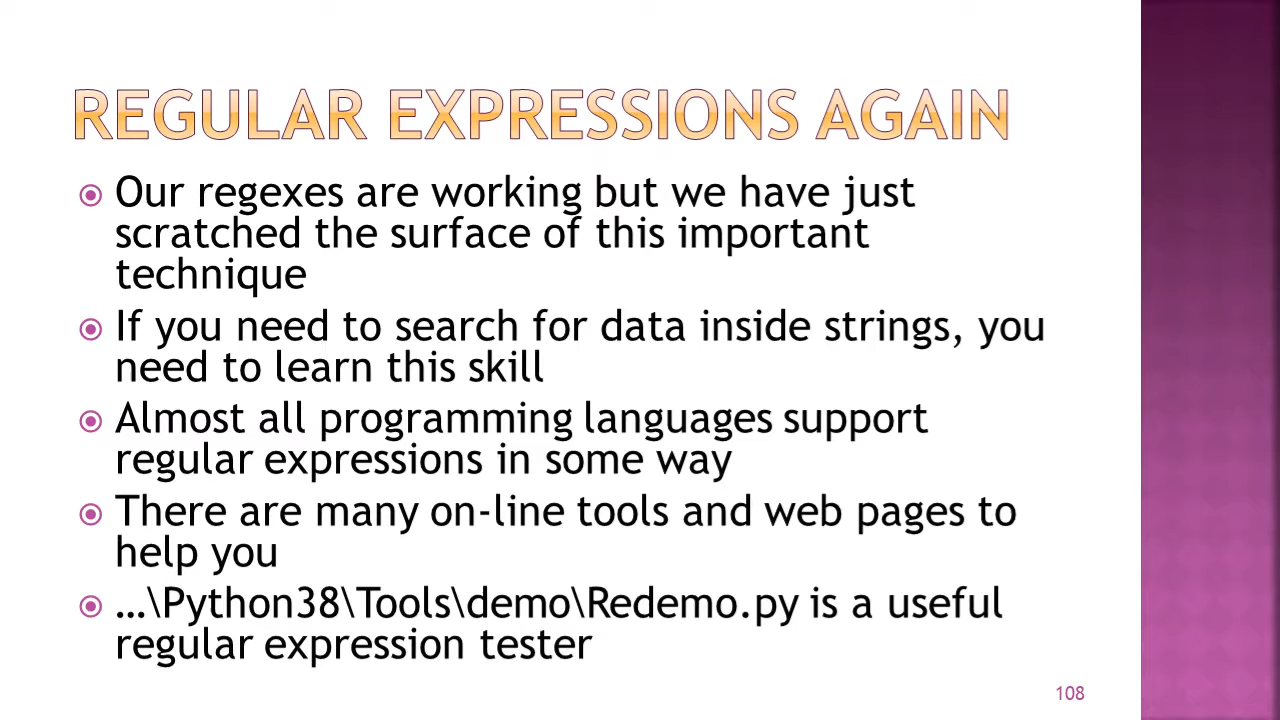 REGULAR EXPRESSIONS AGAIN
Our regexes are working but we have just
scratched the surface of this important
technique
If you need to search for data inside strings, you
need to learn this skill
Almost all programming languages support
regular expressions in some way
There are many on-line tools and web pages to
help you
…\Python38\Tools\demo\Redemo.py is a useful
regular expression tester
108